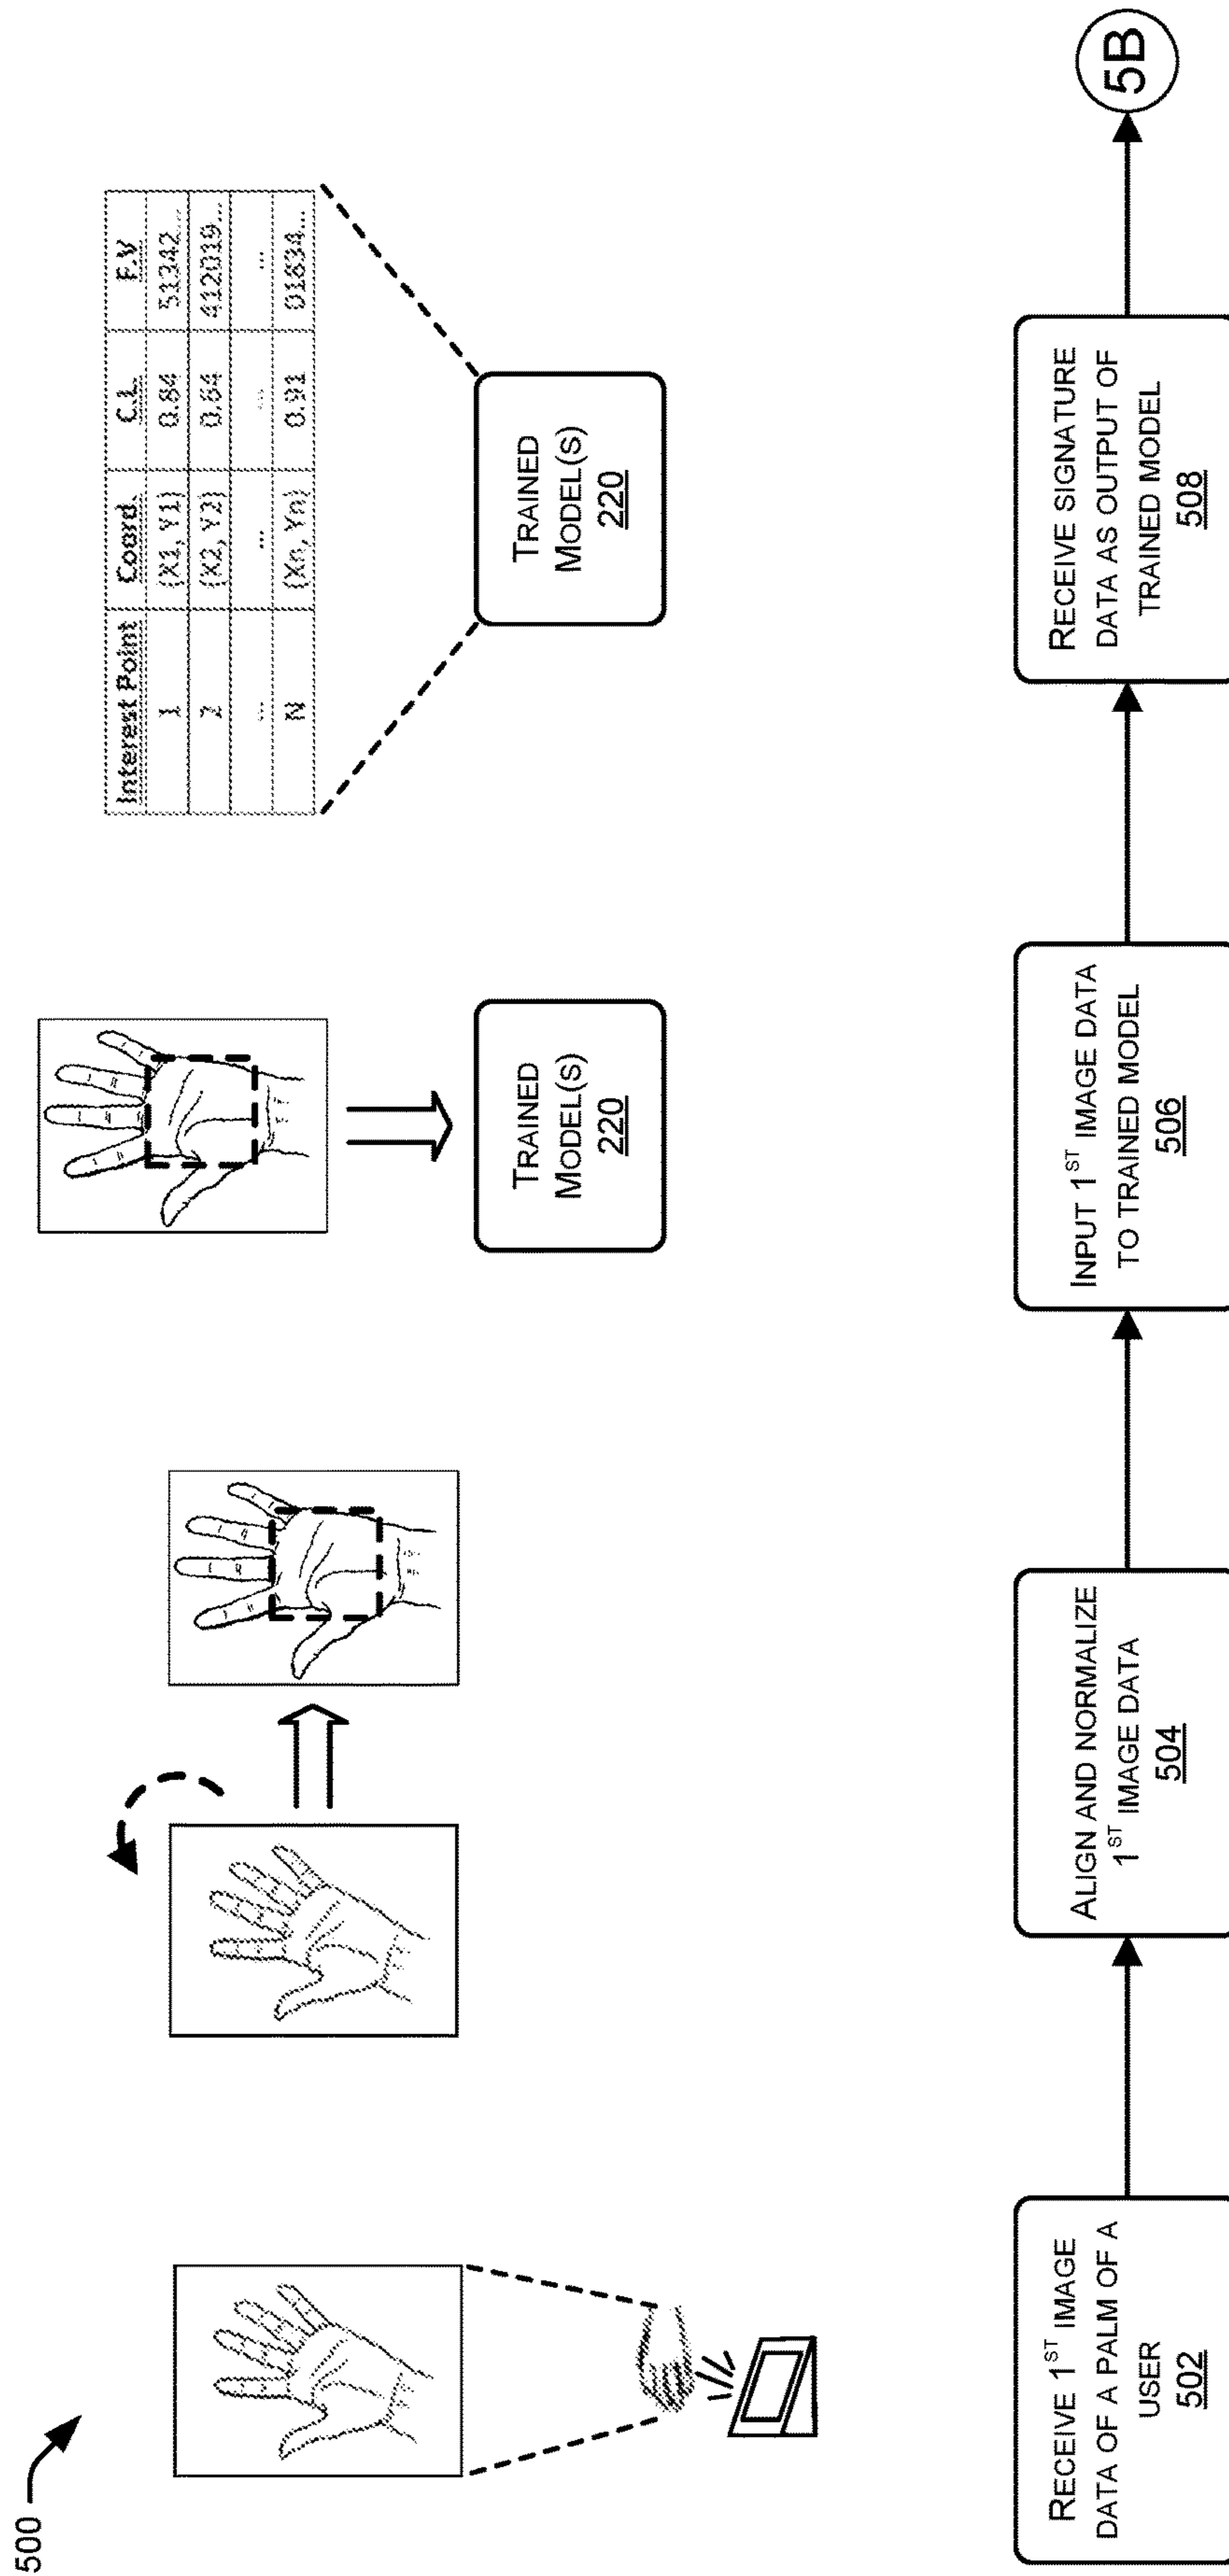 500
Interest Point Coord. C.L. F.V
1 (X1, Y1) 0.84 51342...
2 (X2, Y2) 0.64 412019...
... ... ... ...
N (Xn, Yn) 0.91 01834...
TRAINED
MODEL(S)
220
TRAINED
MODEL(S)
220
RECEIVE 1ST IMAGE
DATA OF A PALM OF A
USER
502
ALIGN AND NORMALIZE
1ST IMAGE DATA
504
INPUT 1ST IMAGE DATA
TO TRAINED MODEL
506
RECEIVE SIGNATURE
DATA AS OUTPUT OF
TRAINED MODEL
508
5B